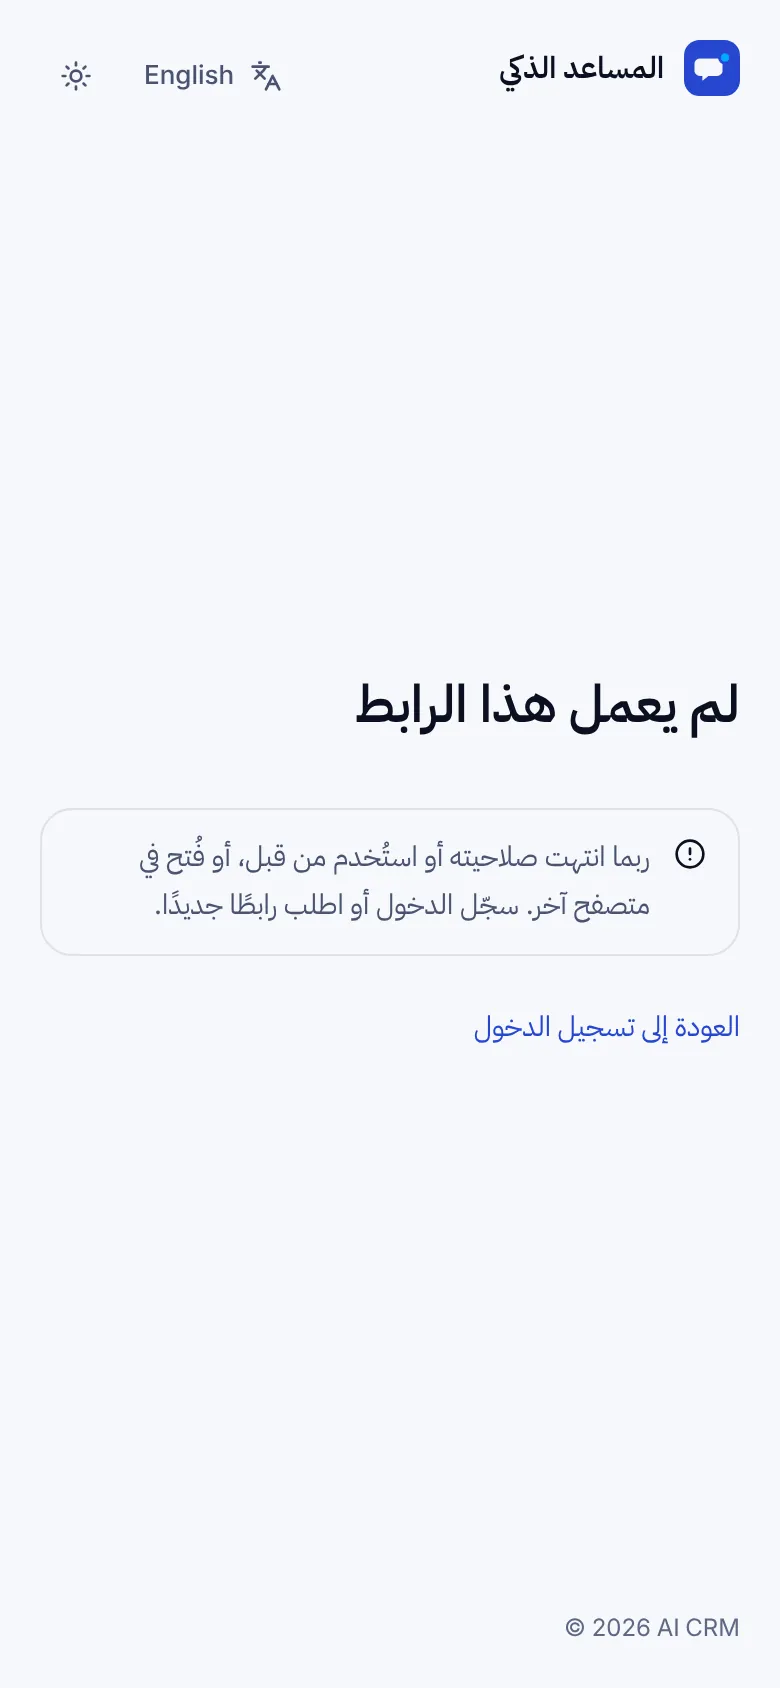 المساعد الذكي
English
لم يعمل هذا الرابط
ربما انتهت صلاحيته أو استُخدم من قبل، أو فُتح في
متصفح آخر. سجّل الدخول أو اطلب رابطًا جديدًا.
العودة إلى تسجيل الدخول
© 2026 AI CRM